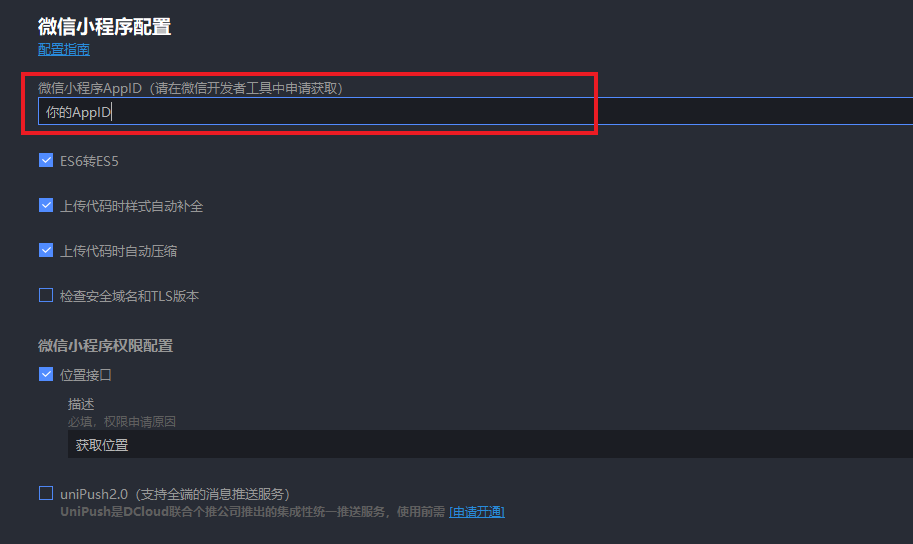 微信小程序配置
配置指南
微信小程序AppID（请在微信开发者工具中申请获取）
你的AppID
ES6转ES5
上传代码时样式自动补全
上传代码时自动压缩
检查安全域名和TLS版本
微信小程序权限配置
位置接口
描述
必填，权限申请原因
获取位置
uniPush2.0（支持全端的消息推送服务）
UniPush是DCloud联合个推公司推出的集成性统一推送服务，使用前需 [申请开通]